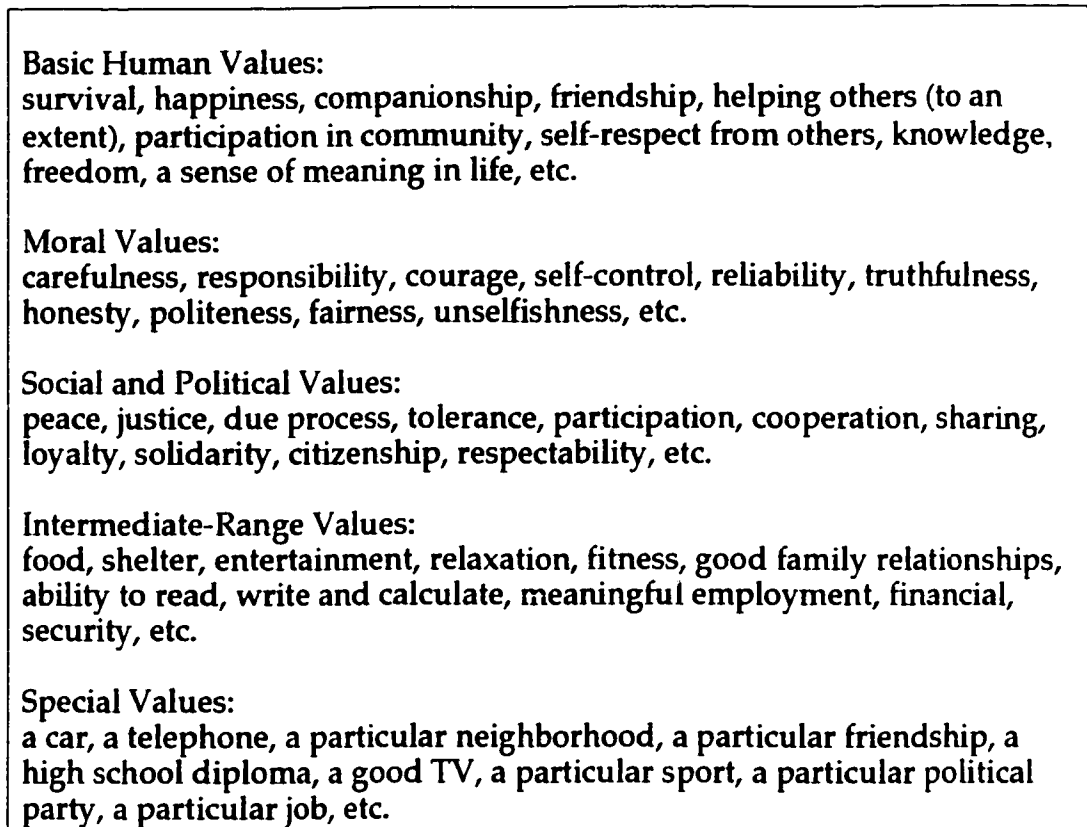 Basic Human Values:
survival, happiness, companionship, friendship, helping others (to an
extent), participation in community, self-respect from others, knowledge,
freedom, a sense of meaning in life, etc.
Moral Values:
carefulness, responsibility, courage, self-control, reliability, truthfulness,
honesty, politeness, fairness, unselfishness, etc.
Social and Political Values:
peace, justice, due process, tolerance, participation, cooperation, sharing,
loyalty, solidarity, citizenship, respectability, etc.
Intermediate-Range Values:
food, shelter, entertainment, relaxation, fitness, good family relationships,
ability to read, write and calculate, meaningful employment, financial,
security, etc.
Special Values:
a car, a telephone, a particular neighborhood, a particular friendship, a
high school diploma, a good TV, a particular sport, a particular political
party, a particular job, etc.